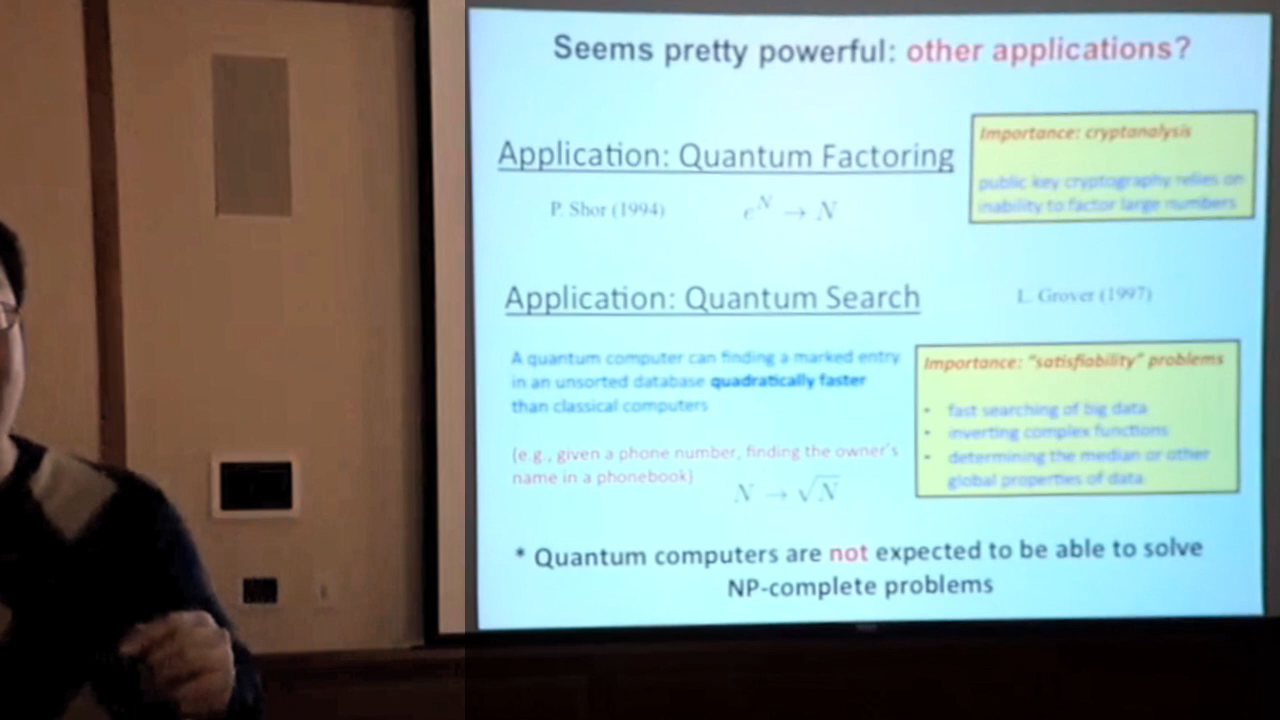 Seems pretty powerful: other applications?
Application: Quantum Factoring
P. Shor (1994)
e^N → N
Importance: cryptanalysis
public key cryptography relies on
inability to factor large numbers
Application: Quantum Search
L. Grover (1997)
A quantum computer can finding a marked entry
in an unsorted database quadratically faster
than classical computers
(e.g., given a phone number, finding the owner's
name in a phonebook)
N → √N
Importance: "satisfiability" problems
• fast searching of big data
• inverting complex functions
• determining the median or other
global properties of data
* Quantum computers are not expected to be able to solve
NP-complete problems